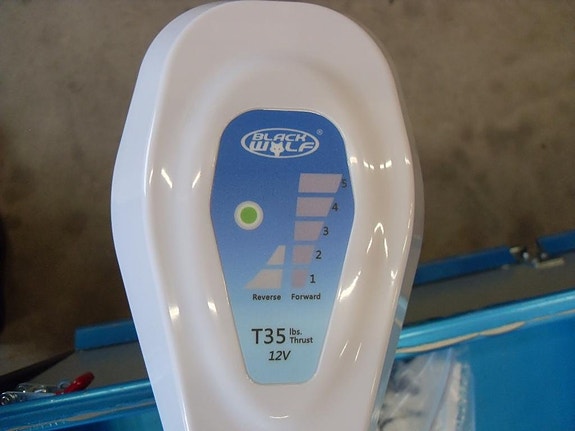 BLACK
WOLF ®
5
4
3
2
1
Reverse Forward
T35 lbs.
Thrust
12V